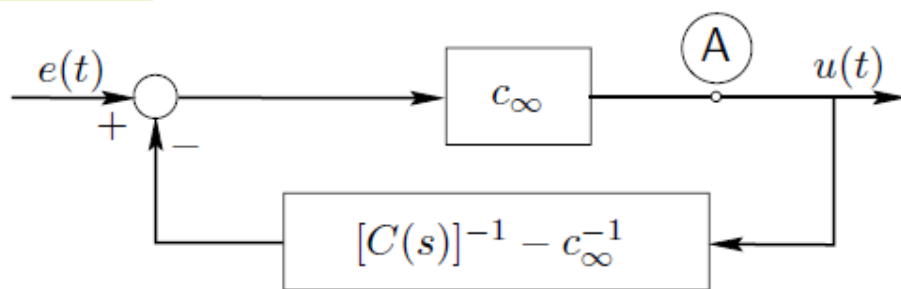 A
e(t)
u(t)
c∞
+
−
[C(s)]⁻¹ − c∞⁻¹